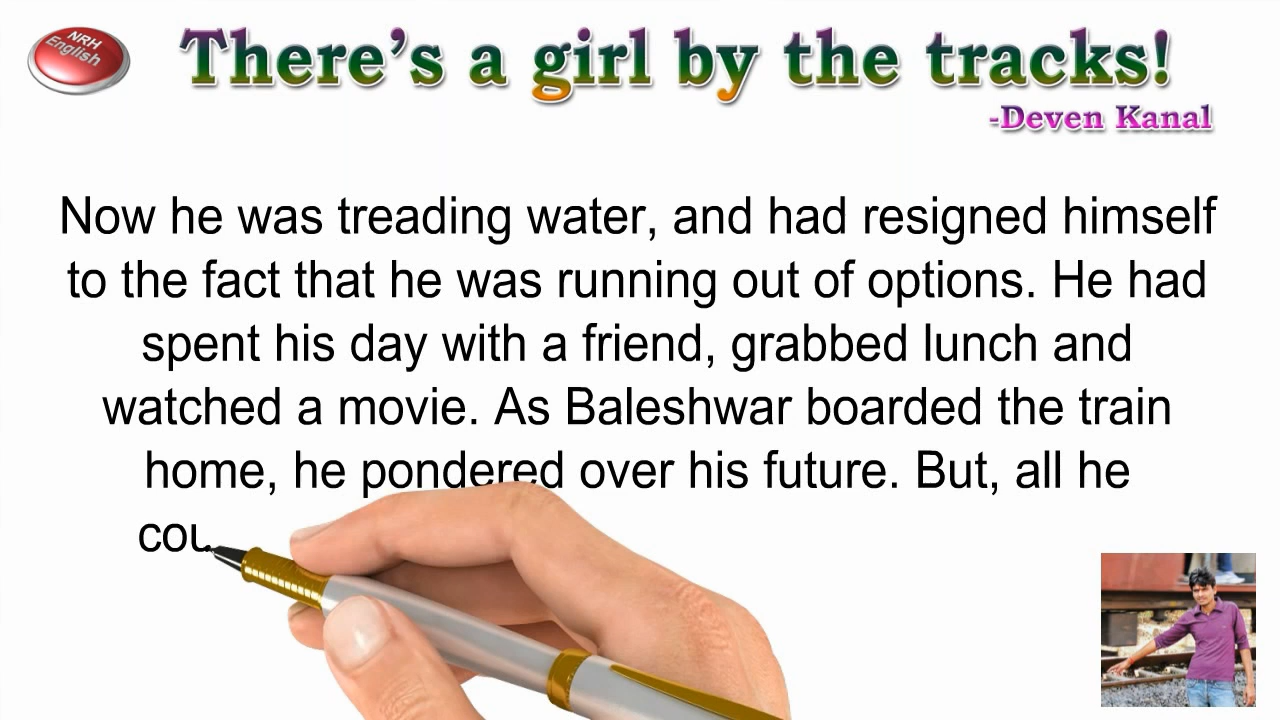 NRH
English
There's a girl by the tracks!
-Deven Kanal
Now he was treading water, and had resigned himself
to the fact that he was running out of options. He had
spent his day with a friend, grabbed lunch and
watched a movie. As Baleshwar boarded the train
home, he pondered over his future. But, all he
cou